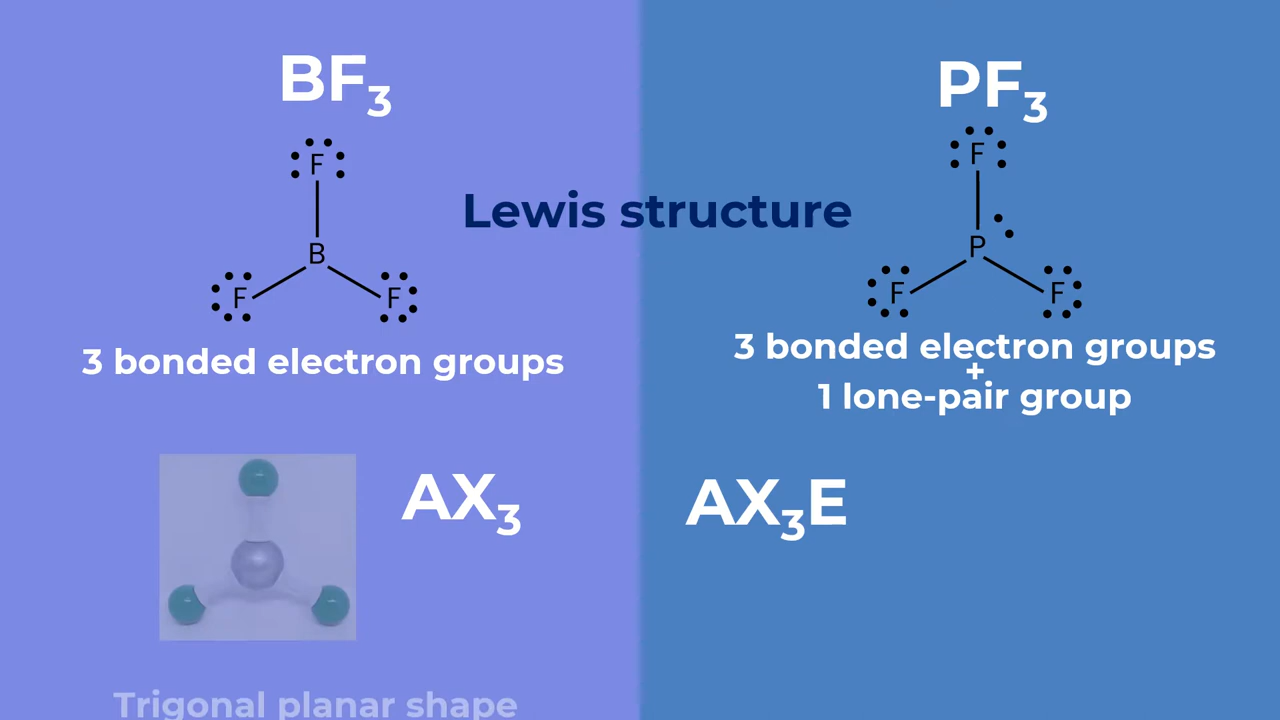 BF₃
F
B
F F
3 bonded electron groups
AX₃
Trigonal planar shape
Lewis structure
PF₃
F
P
F F
3 bonded electron groups
+
1 lone-pair group
AX₃E